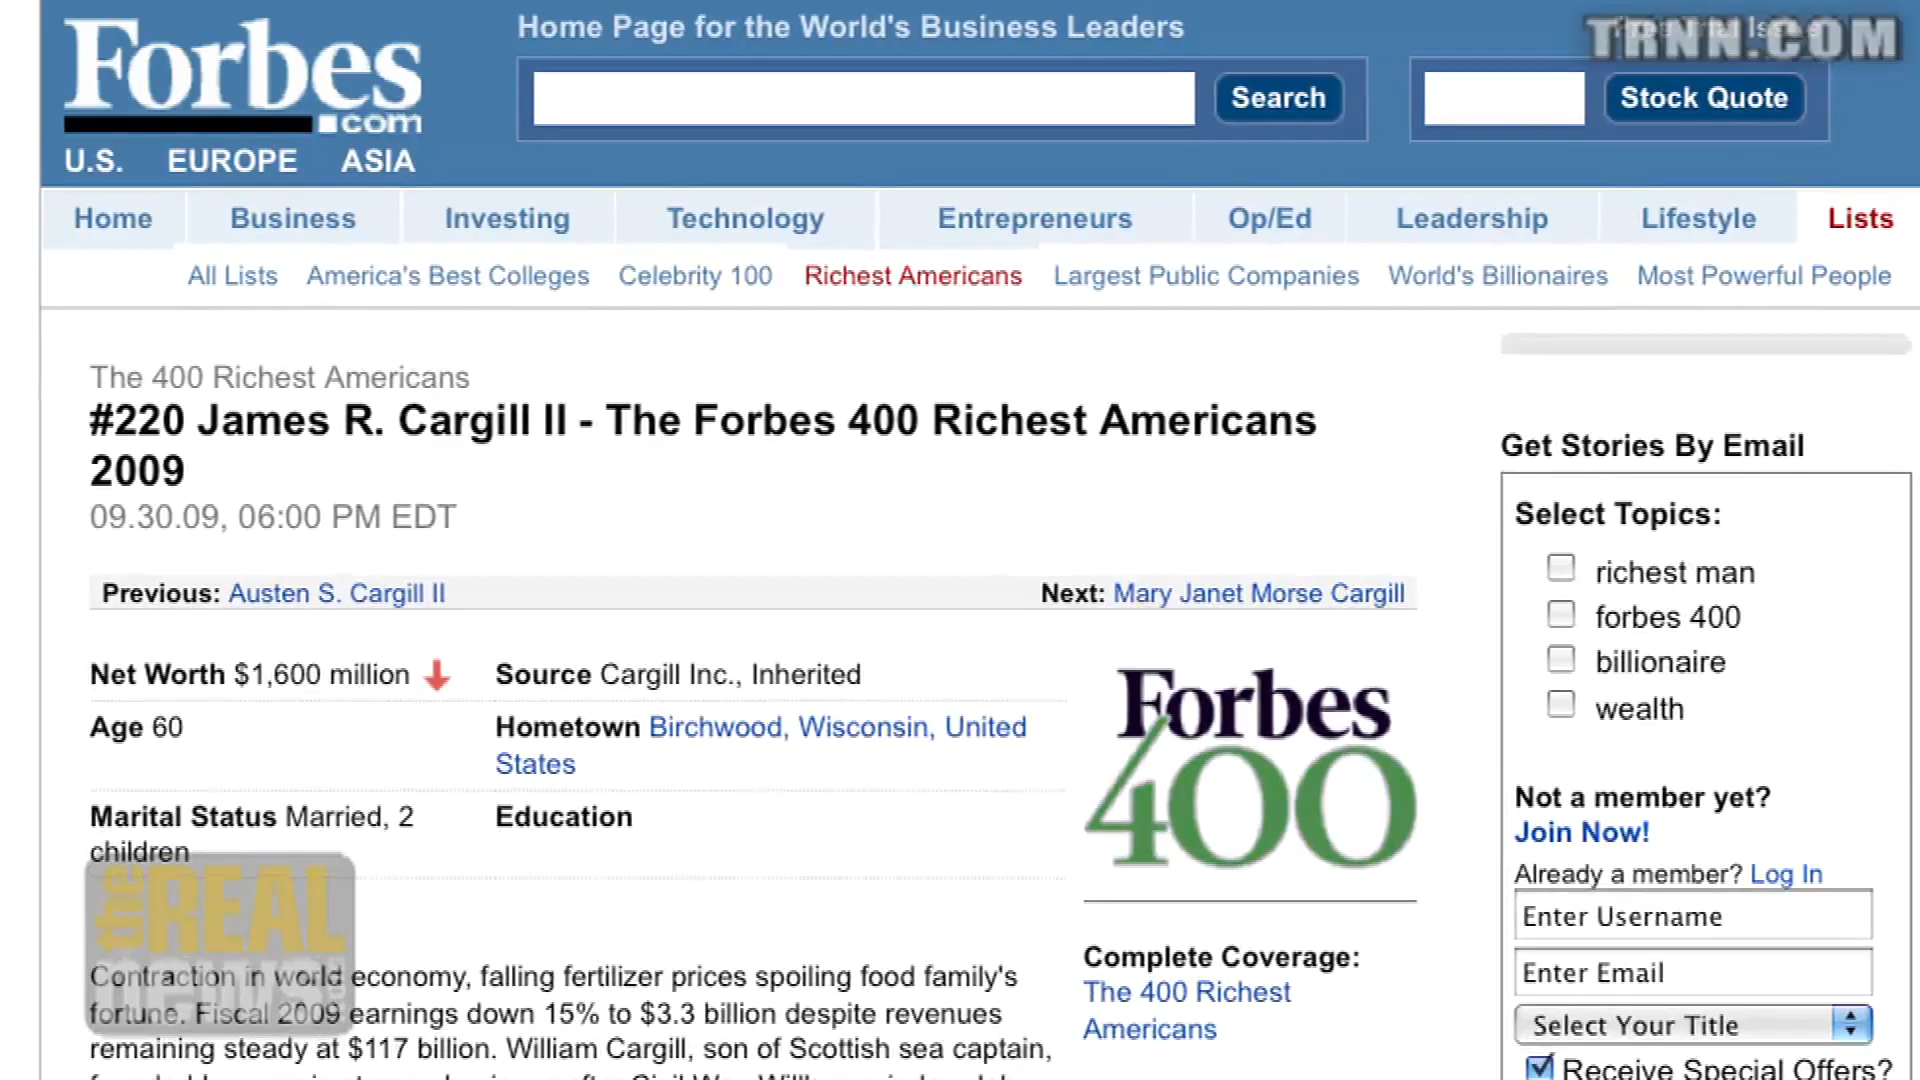 Forbes
.com
U.S. EUROPE ASIA
Home Page for the World's Business Leaders
TRNN.COM
Search
Stock Quote
Home Business Investing Technology Entrepreneurs Op/Ed Leadership Lifestyle Lists
All Lists America's Best Colleges Celebrity 100 Richest Americans Largest Public Companies World's Billionaires Most Powerful People
The 400 Richest Americans
#220 James R. Cargill II - The Forbes 400 Richest Americans
2009
09.30.09, 06:00 PM EDT
Previous: Austen S. Cargill II
Next: Mary Janet Morse Cargill
Net Worth $1,600 million
Source Cargill Inc., Inherited
Age 60
Hometown Birchwood, Wisconsin, United
States
Marital Status Married, 2
children
Education
the REAL
news
Contraction in world economy, falling fertilizer prices spoiling food family's
fortune. Fiscal 2009 earnings down 15% to $3.3 billion despite revenues
remaining steady at $117 billion. William Cargill, son of Scottish sea captain,
Forbes
400
Complete Coverage:
The 400 Richest
Americans
Get Stories By Email
Select Topics:
richest man
forbes 400
billionaire
wealth
Not a member yet?
Join Now!
Already a member? Log In
Enter Username
Enter Email
Select Your Title
Receive Special Offers?